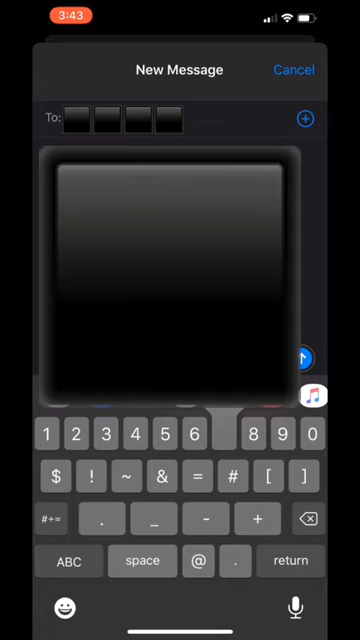 3:43
New Message
Cancel
To:
1 2 3 4 5 6 8 9 0
$ ! ~ & = # [ ]
#+= . _ - +
ABC space @ . return